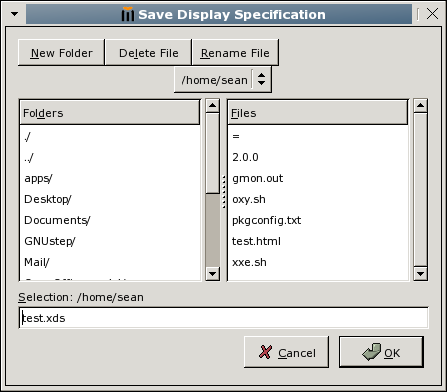 Save Display Specification
New Folder Delete File Rename File
/home/sean
Folders
./
../
apps/
Desktop/
Documents/
GNUstep/
Mail/
Files
=
2.0.0
gmon.out
oxy.sh
pkgconfig.txt
test.html
xxe.sh
Selection: /home/sean
test.xds
Cancel OK